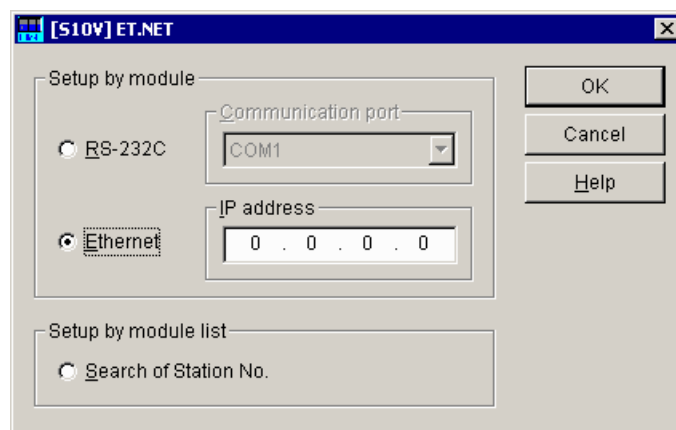 [S10V] ET.NET
Setup by module
RS-232C
Communication port
COM1
Ethernet
IP address
0 . 0 . 0 . 0
Setup by module list
Search of Station No.
OK
Cancel
Help